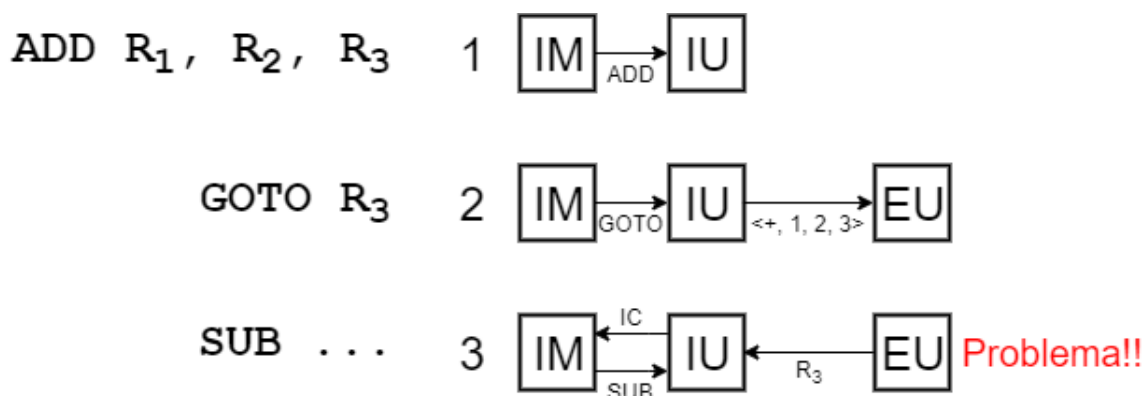 ADD R₁, R₂, R₃ 1 IM ADD IU
GOTO R₃ 2 IM GOTO IU <+, 1, 2, 3> EU
SUB ... 3 IM IC SUB IU R₃ EU Problema!!